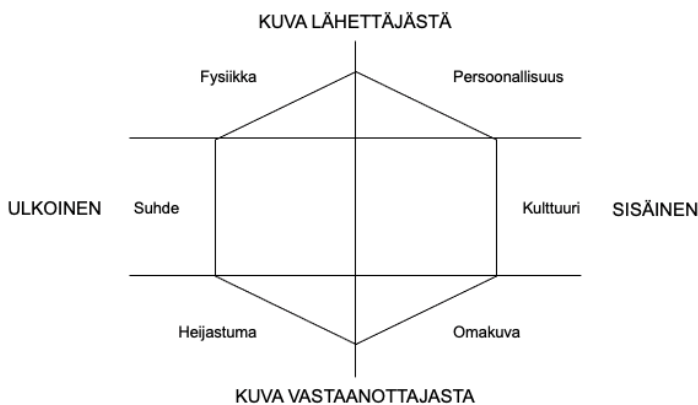 KUVA LÄHETTÄJÄSTÄ
Fysiikka
Persoonallisuus
ULKOINEN
Suhde
Kulttuuri
SISÄINEN
Heijastuma
Omakuva
KUVA VASTAANOTTAJASTA